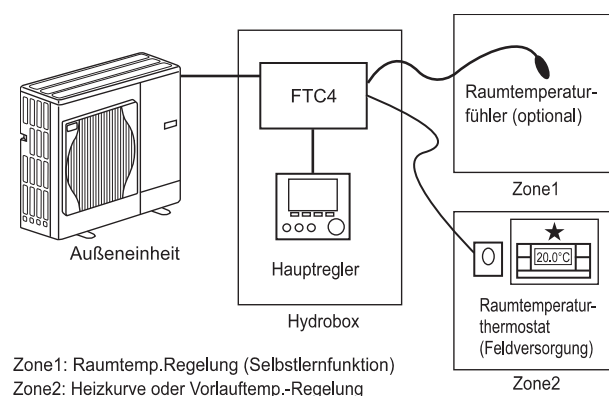 FTC4
Raumtemperatur-
fühler (optional)
Zone1
Außeneinheit
Hauptregler
Hydrobox
20.0°C
Raumtemperatur-
thermostat
(Feldversorgung)
Zone2
Zone1: Raumtemp.Regelung (Selbstlernfunktion)
Zone2: Heizkurve oder Vorlauftemp.-Regelung